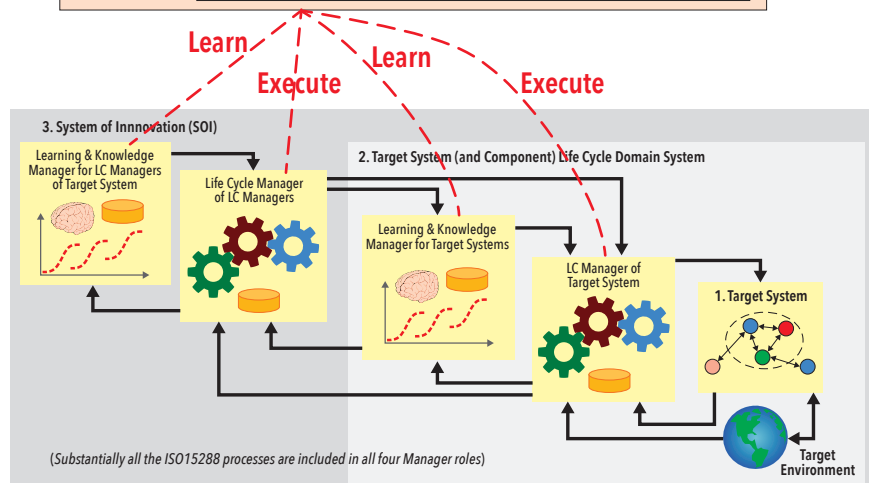 Learn
Learn
Execute
Execute
3. System of Innnovation (SOI)
Learning & Knowledge
Manager for LC Managers
of Target System
2. Target System (and Component) Life Cycle Domain System
Life Cycle Manager
of LC Managers
Learning & Knowledge
Manager for Target Systems
LC Manager of
Target System
1. Target System
Target
Environment
(Substantially all the ISO15288 processes are included in all four Manager roles)